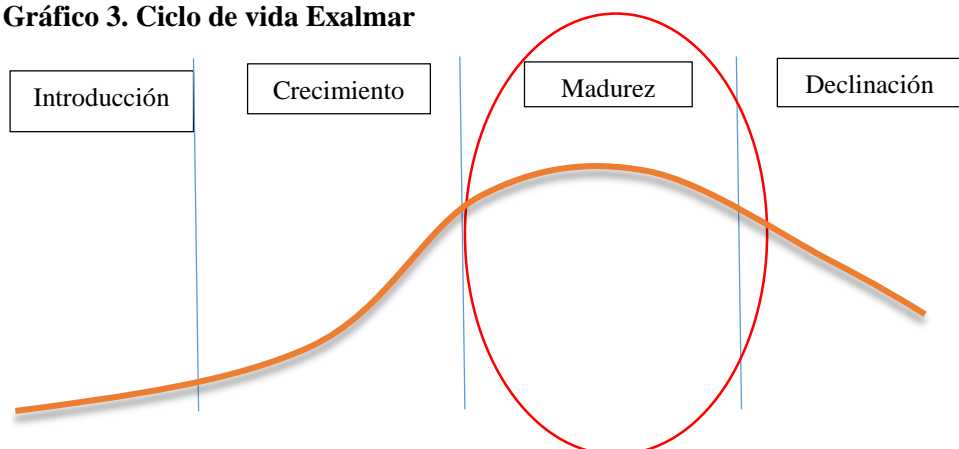 Gráfico 3. Ciclo de vida Exalmar
Introducción
Crecimiento
Madurez
Declinación